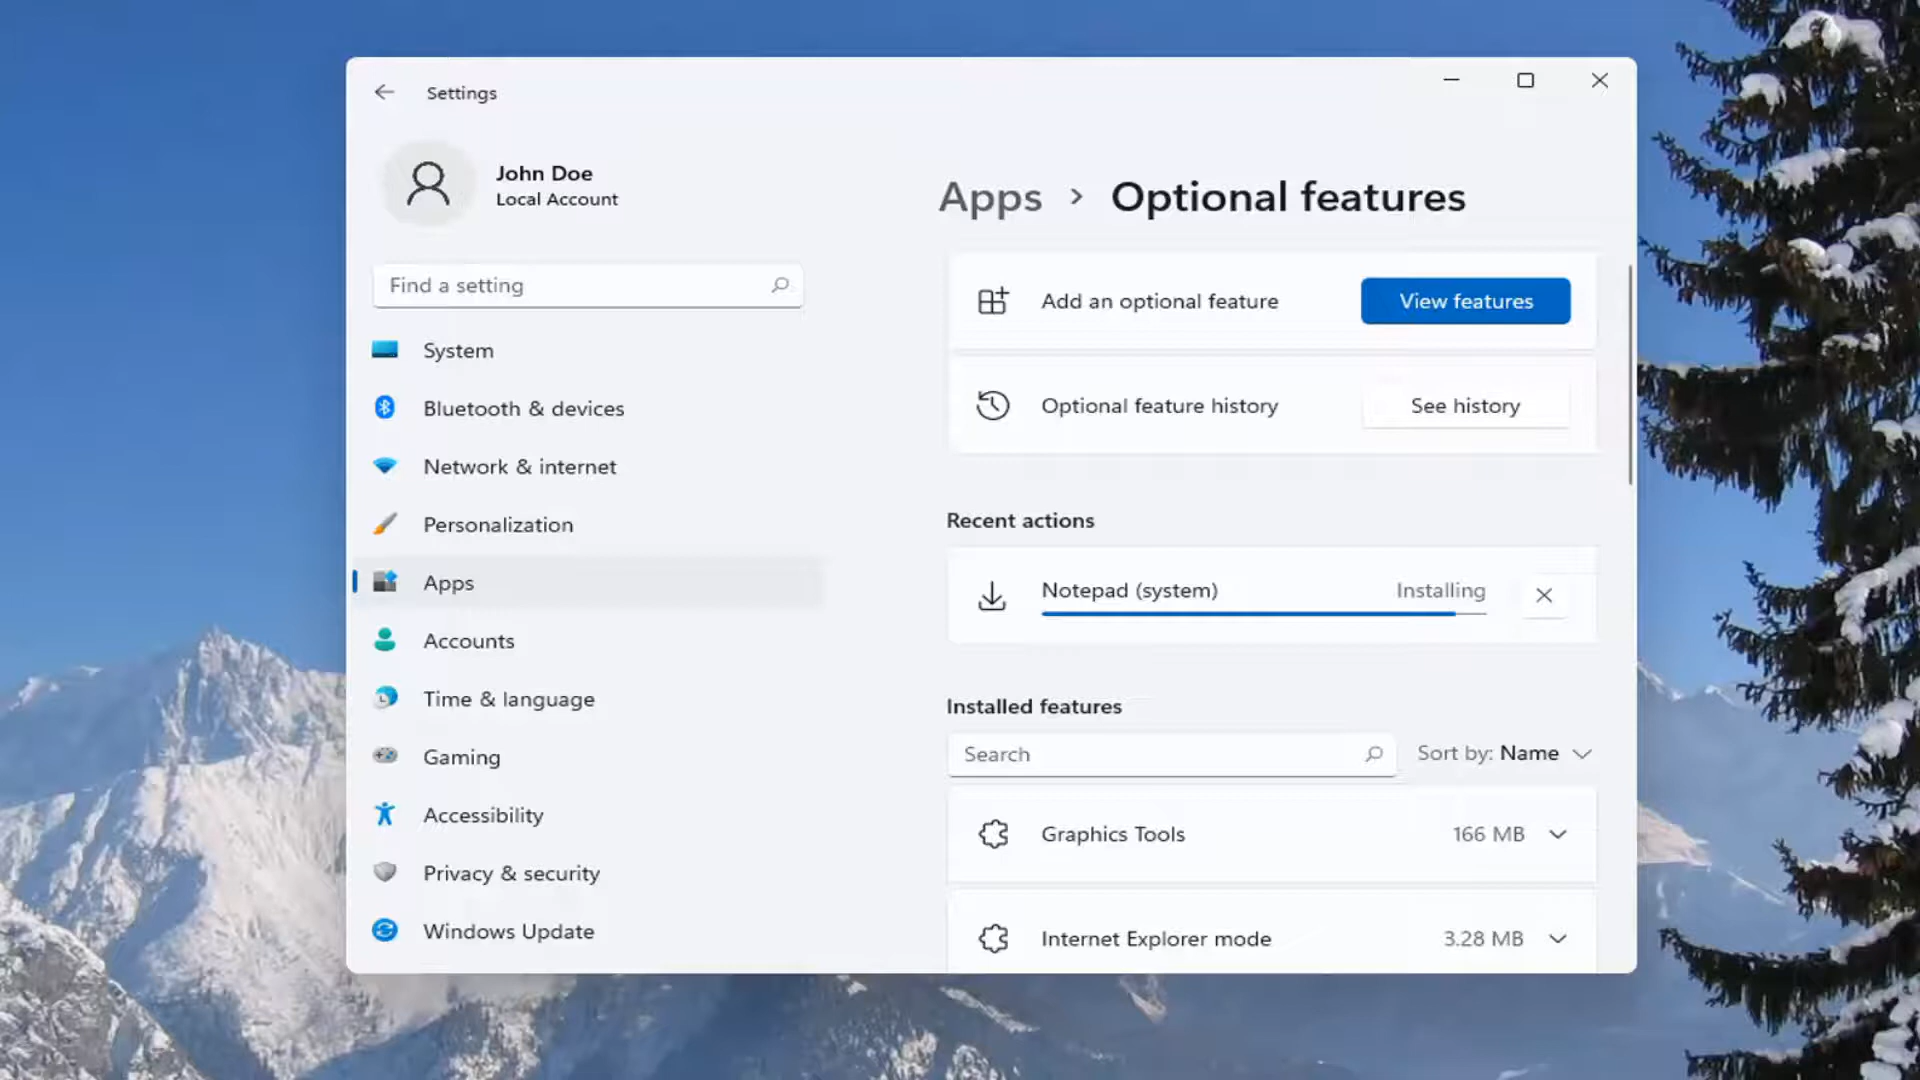 Settings
John Doe
Local Account
Find a setting
System
Bluetooth & devices
Network & internet
Personalization
Apps
Accounts
Time & language
Gaming
Accessibility
Privacy & security
Windows Update
Apps > Optional features
Add an optional feature View features
Optional feature history See history
Recent actions
Notepad (system) Installing
Installed features
Search Sort by: Name
Graphics Tools 166 MB
Internet Explorer mode 3.28 MB